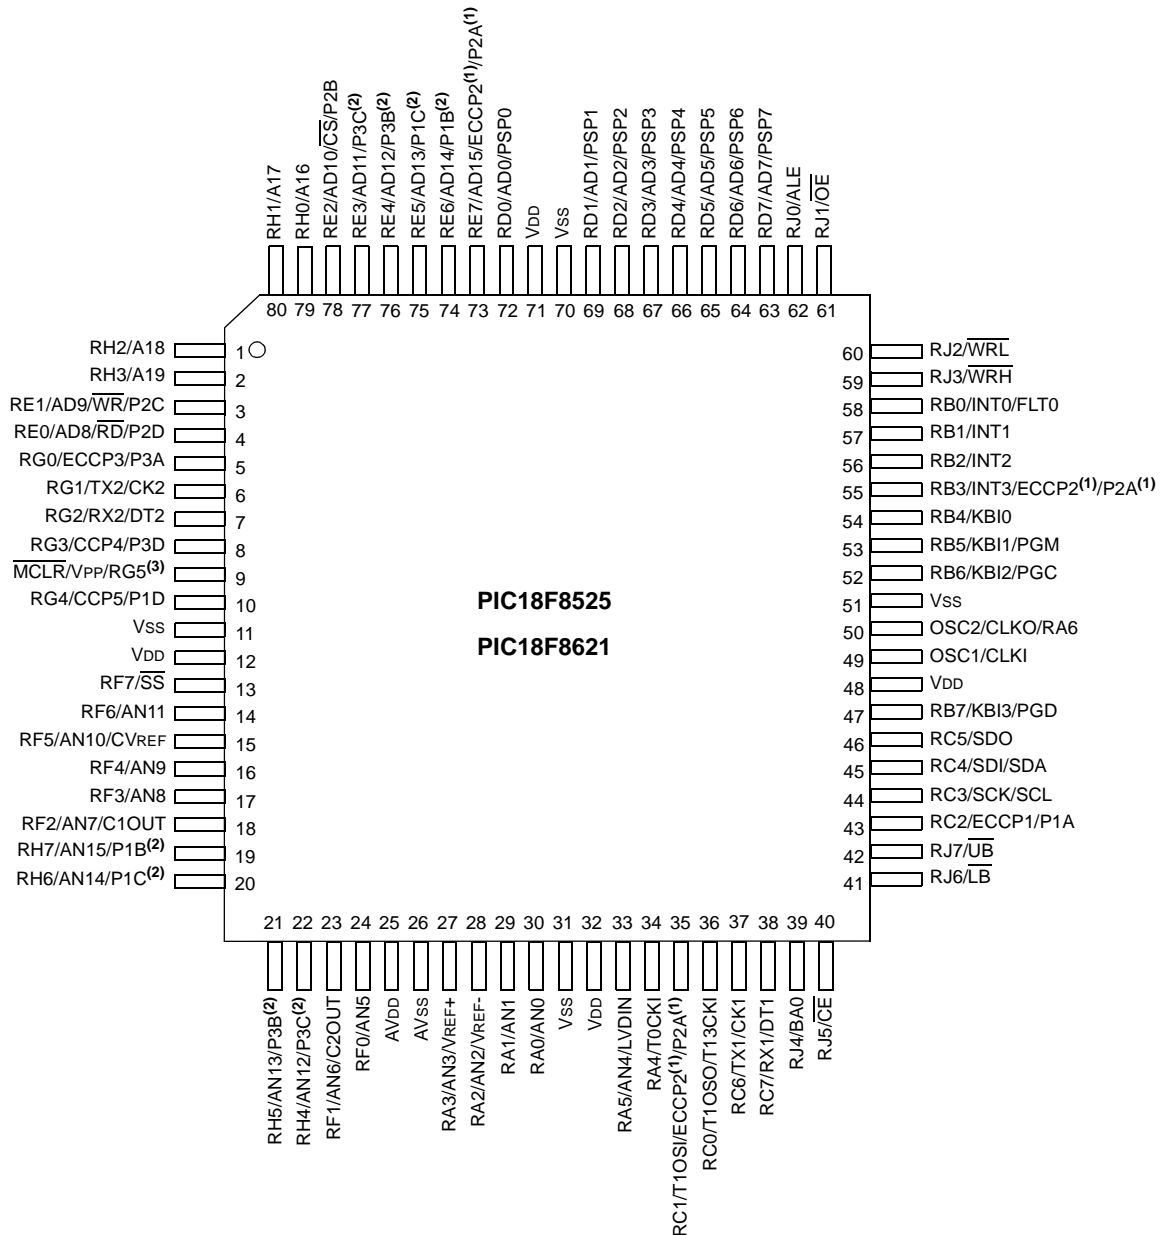 RH1/A17
RH0/A16
RE2/AD10/CS/P2B
RE3/AD11/P3C(2)
RE4/AD12/P3B(2)
RE5/AD13/P1C(2)
RE6/AD14/P1B(2)
RE7/AD15/ECCP2(1)/P2A(1)
RD0/AD0/PSP0
VDD
VSS
RD1/AD1/PSP1
RD2/AD2/PSP2
RD3/AD3/PSP3
RD4/AD4/PSP4
RD5/AD5/PSP5
RD6/AD6/PSP6
RD7/AD7/PSP7
RJ0/ALE
RJ1/OE
80 79 78 77 76 75 74 73 72 71 70 69 68 67 66 65 64 63 62 61
RH2/A18 1
RH3/A19 2
RE1/AD9/WR/P2C 3
RE0/AD8/RD/P2D 4
RG0/ECCP3/P3A 5
RG1/TX2/CK2 6
RG2/RX2/DT2 7
RG3/CCP4/P3D 8
MCLR/VPP/RG5(3) 9
RG4/CCP5/P1D 10
VSS 11
VDD 12
RF7/SS 13
RF6/AN11 14
RF5/AN10/CVREF 15
RF4/AN9 16
RF3/AN8 17
RF2/AN7/C1OUT 18
RH7/AN15/P1B(2) 19
RH6/AN14/P1C(2) 20
PIC18F8525
PIC18F8621
60 RJ2/WRL
59 RJ3/WRH
58 RB0/INT0/FLT0
57 RB1/INT1
56 RB2/INT2
55 RB3/INT3/ECCP2(1)/P2A(1)
54 RB4/KBI0
53 RB5/KBI1/PGM
52 RB6/KBI2/PGC
51 VSS
50 OSC2/CLKO/RA6
49 OSC1/CLKI
48 VDD
47 RB7/KBI3/PGD
46 RC5/SDO
45 RC4/SDI/SDA
44 RC3/SCK/SCL
43 RC2/ECCP1/P1A
42 RJ7/UB
41 RJ6/LB
21 22 23 24 25 26 27 28 29 30 31 32 33 34 35 36 37 38 39 40
RH5/AN13/P3B(2)
RH4/AN12/P3C(2)
RF1/AN6/C2OUT
RF0/AN5
AVDD
AVSS
RA3/AN3/VREF+
RA2/AN2/VREF-
RA1/AN1
RA0/AN0
VSS
VDD
RA5/AN4/LVDIN
RA4/T0CKI
RC1/T1OSI/ECCP2(1)/P2A(1)
RC0/T1OSO/T13CKI
RC6/TX1/CK1
RC7/RX1/DT1
RJ4/BA0
RJ5/CE